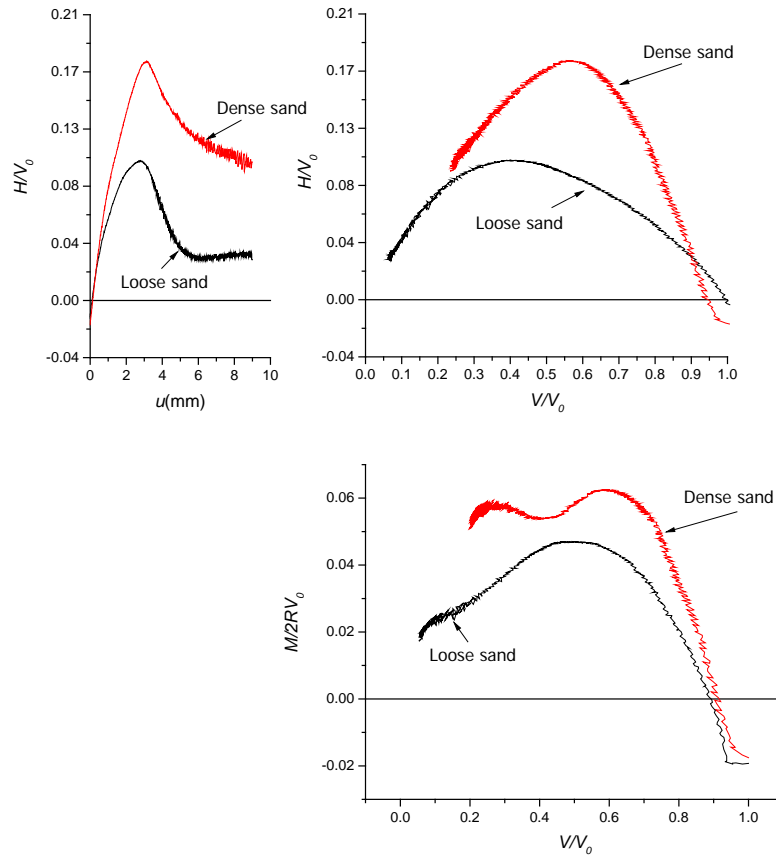 0.21
0.17
0.13
0.08
0.04
0.00
-0.04
H/V0
Dense sand
Loose sand
0 2 4 6 8 10
u(mm)
0.21
0.17
0.13
0.08
0.04
0.00
-0.04
H/V0
Dense sand
Loose sand
0.0 0.1 0.2 0.3 0.4 0.5 0.6 0.7 0.8 0.9 1.0
V/V0
0.06
0.04
0.02
0.00
-0.02
M/2RV0
Dense sand
Loose sand
0.0 0.2 0.4 0.6 0.8 1.0
V/V0